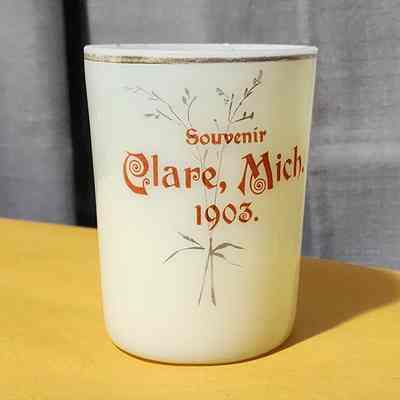 Souvenir
Clare, Mich.
1903.